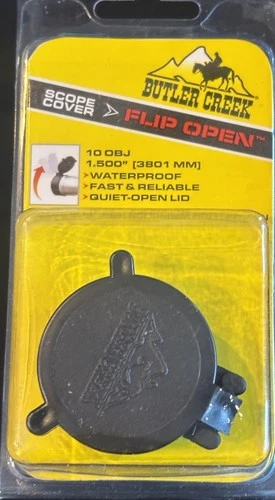 BUTLER CREEK
SCOPE COVER > FLIP OPEN™
10 OBJ
1.500" [3801 MM]
>WATERPROOF
>FAST & RELIABLE
>QUIET-OPEN LID